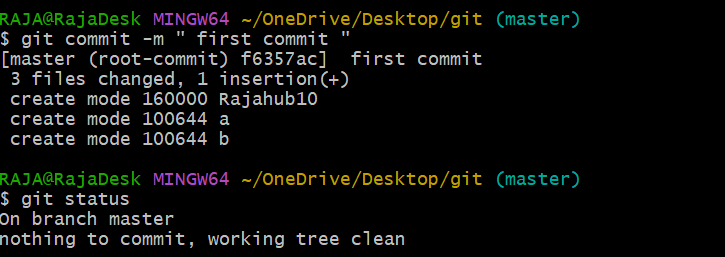 RAJA@RajaDesk MINGW64 ~/OneDrive/Desktop/git (master)
$ git commit -m " first commit "
[master (root-commit) f6357ac]  first commit
 3 files changed, 1 insertion(+)
 create mode 160000 Rajahub10
 create mode 100644 a
 create mode 100644 b
RAJA@RajaDesk MINGW64 ~/OneDrive/Desktop/git (master)
$ git status
On branch master
nothing to commit, working tree clean